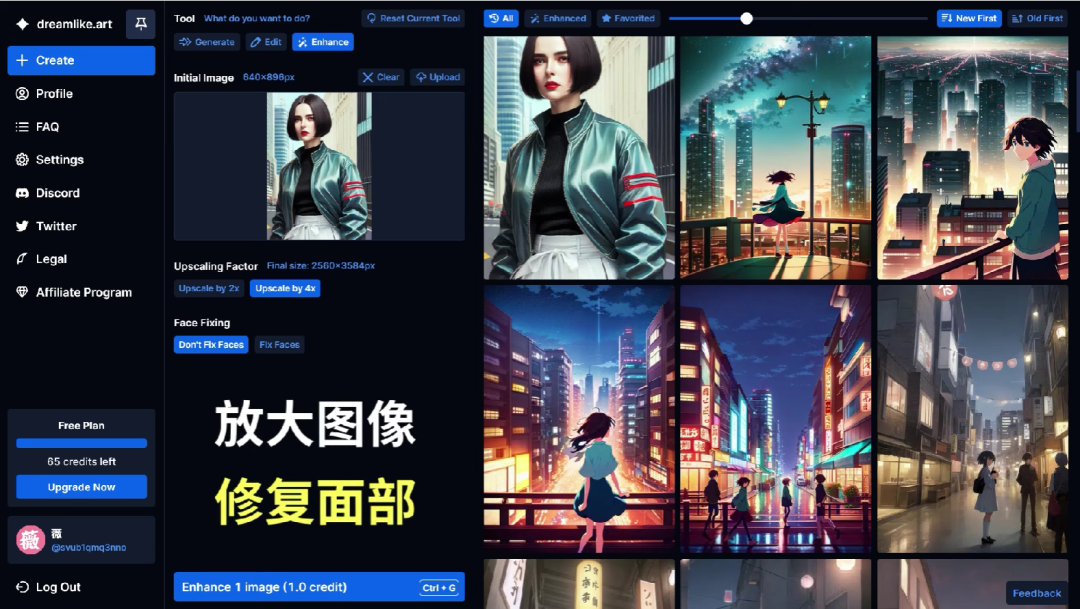 dreamlike.art
Create
Profile
FAQ
Settings
Discord
Twitter
Legal
Affiliate Program
Free Plan
65 credits left
Upgrade Now
薇
薇
@svub1qmq3nno
Log Out
Tool What do you want to do? Reset Current Tool
Generate Edit Enhance
Initial Image 640×896px Clear Upload
Upscaling Factor Final size: 2560×3584px
Upscale by 2x Upscale by 4x
Face Fixing
Don't Fix Faces Fix Faces
放大图像
修复面部
Enhance 1 image (1.0 credit) Ctrl + G
All Enhanced Favorited New First Old First
Feedback